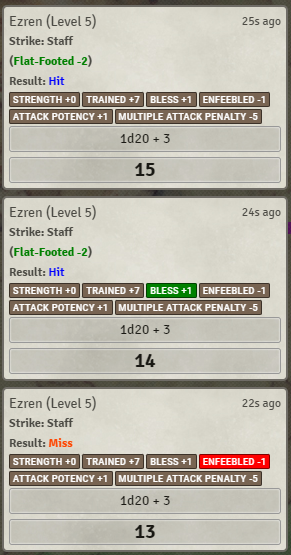 Ezren (Level 5) 25s ago
Strike: Staff
(Flat-Footed -2)
Result: Hit
STRENGTH +0 TRAINED +7 BLESS +1 ENFEEBLED -1
ATTACK POTENCY +1 MULTIPLE ATTACK PENALTY -5
1d20 + 3
15
Ezren (Level 5) 24s ago
Strike: Staff
(Flat-Footed -2)
Result: Hit
STRENGTH +0 TRAINED +7 BLESS +1 ENFEEBLED -1
ATTACK POTENCY +1 MULTIPLE ATTACK PENALTY -5
1d20 + 3
14
Ezren (Level 5) 22s ago
Strike: Staff
Result: Miss
STRENGTH +0 TRAINED +7 BLESS +1 ENFEEBLED -1
ATTACK POTENCY +1 MULTIPLE ATTACK PENALTY -5
1d20 + 3
13